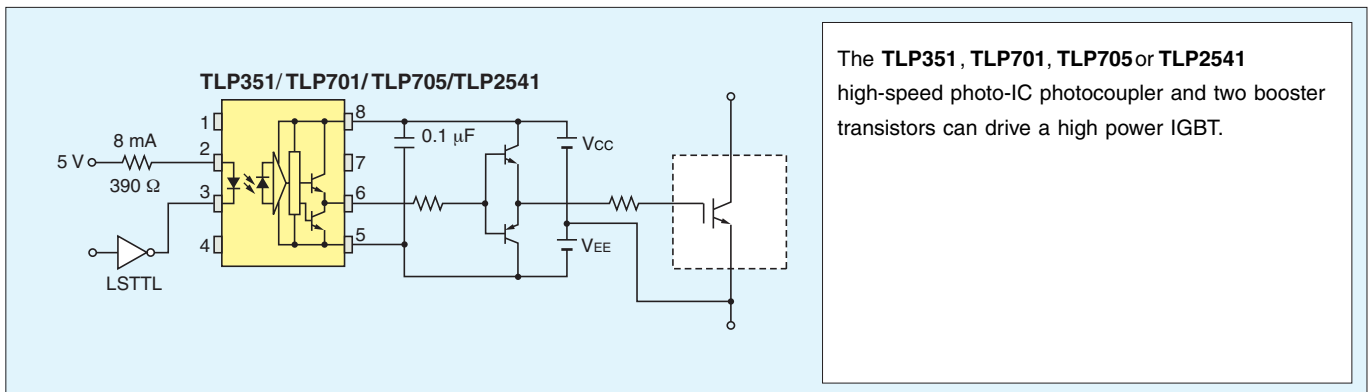 TLP351/ TLP701/ TLP705/TLP2541
1
8
8 mA
0.1 μF
VCC
5 V
2
7
390 Ω
3
6
4
5
VEE
LSTTL
The TLP351, TLP701, TLP705 or TLP2541
high-speed photo-IC photocoupler and two booster
transistors can drive a high power IGBT.